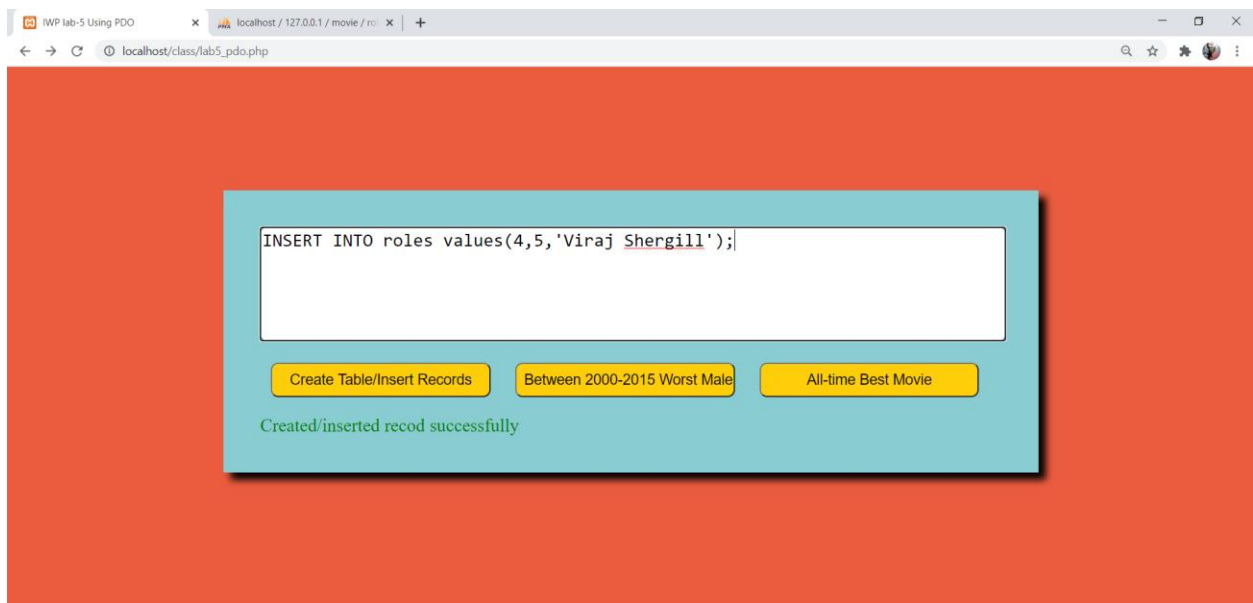 IWP lab-5 Using PDO
localhost / 127.0.0.1 / movie / ro
localhost/class/lab5_pdo.php
INSERT INTO roles values(4,5,'Viraj Shergill');
Create Table/Insert Records
Between 2000-2015 Worst Male
All-time Best Movie
Created/inserted recod successfully